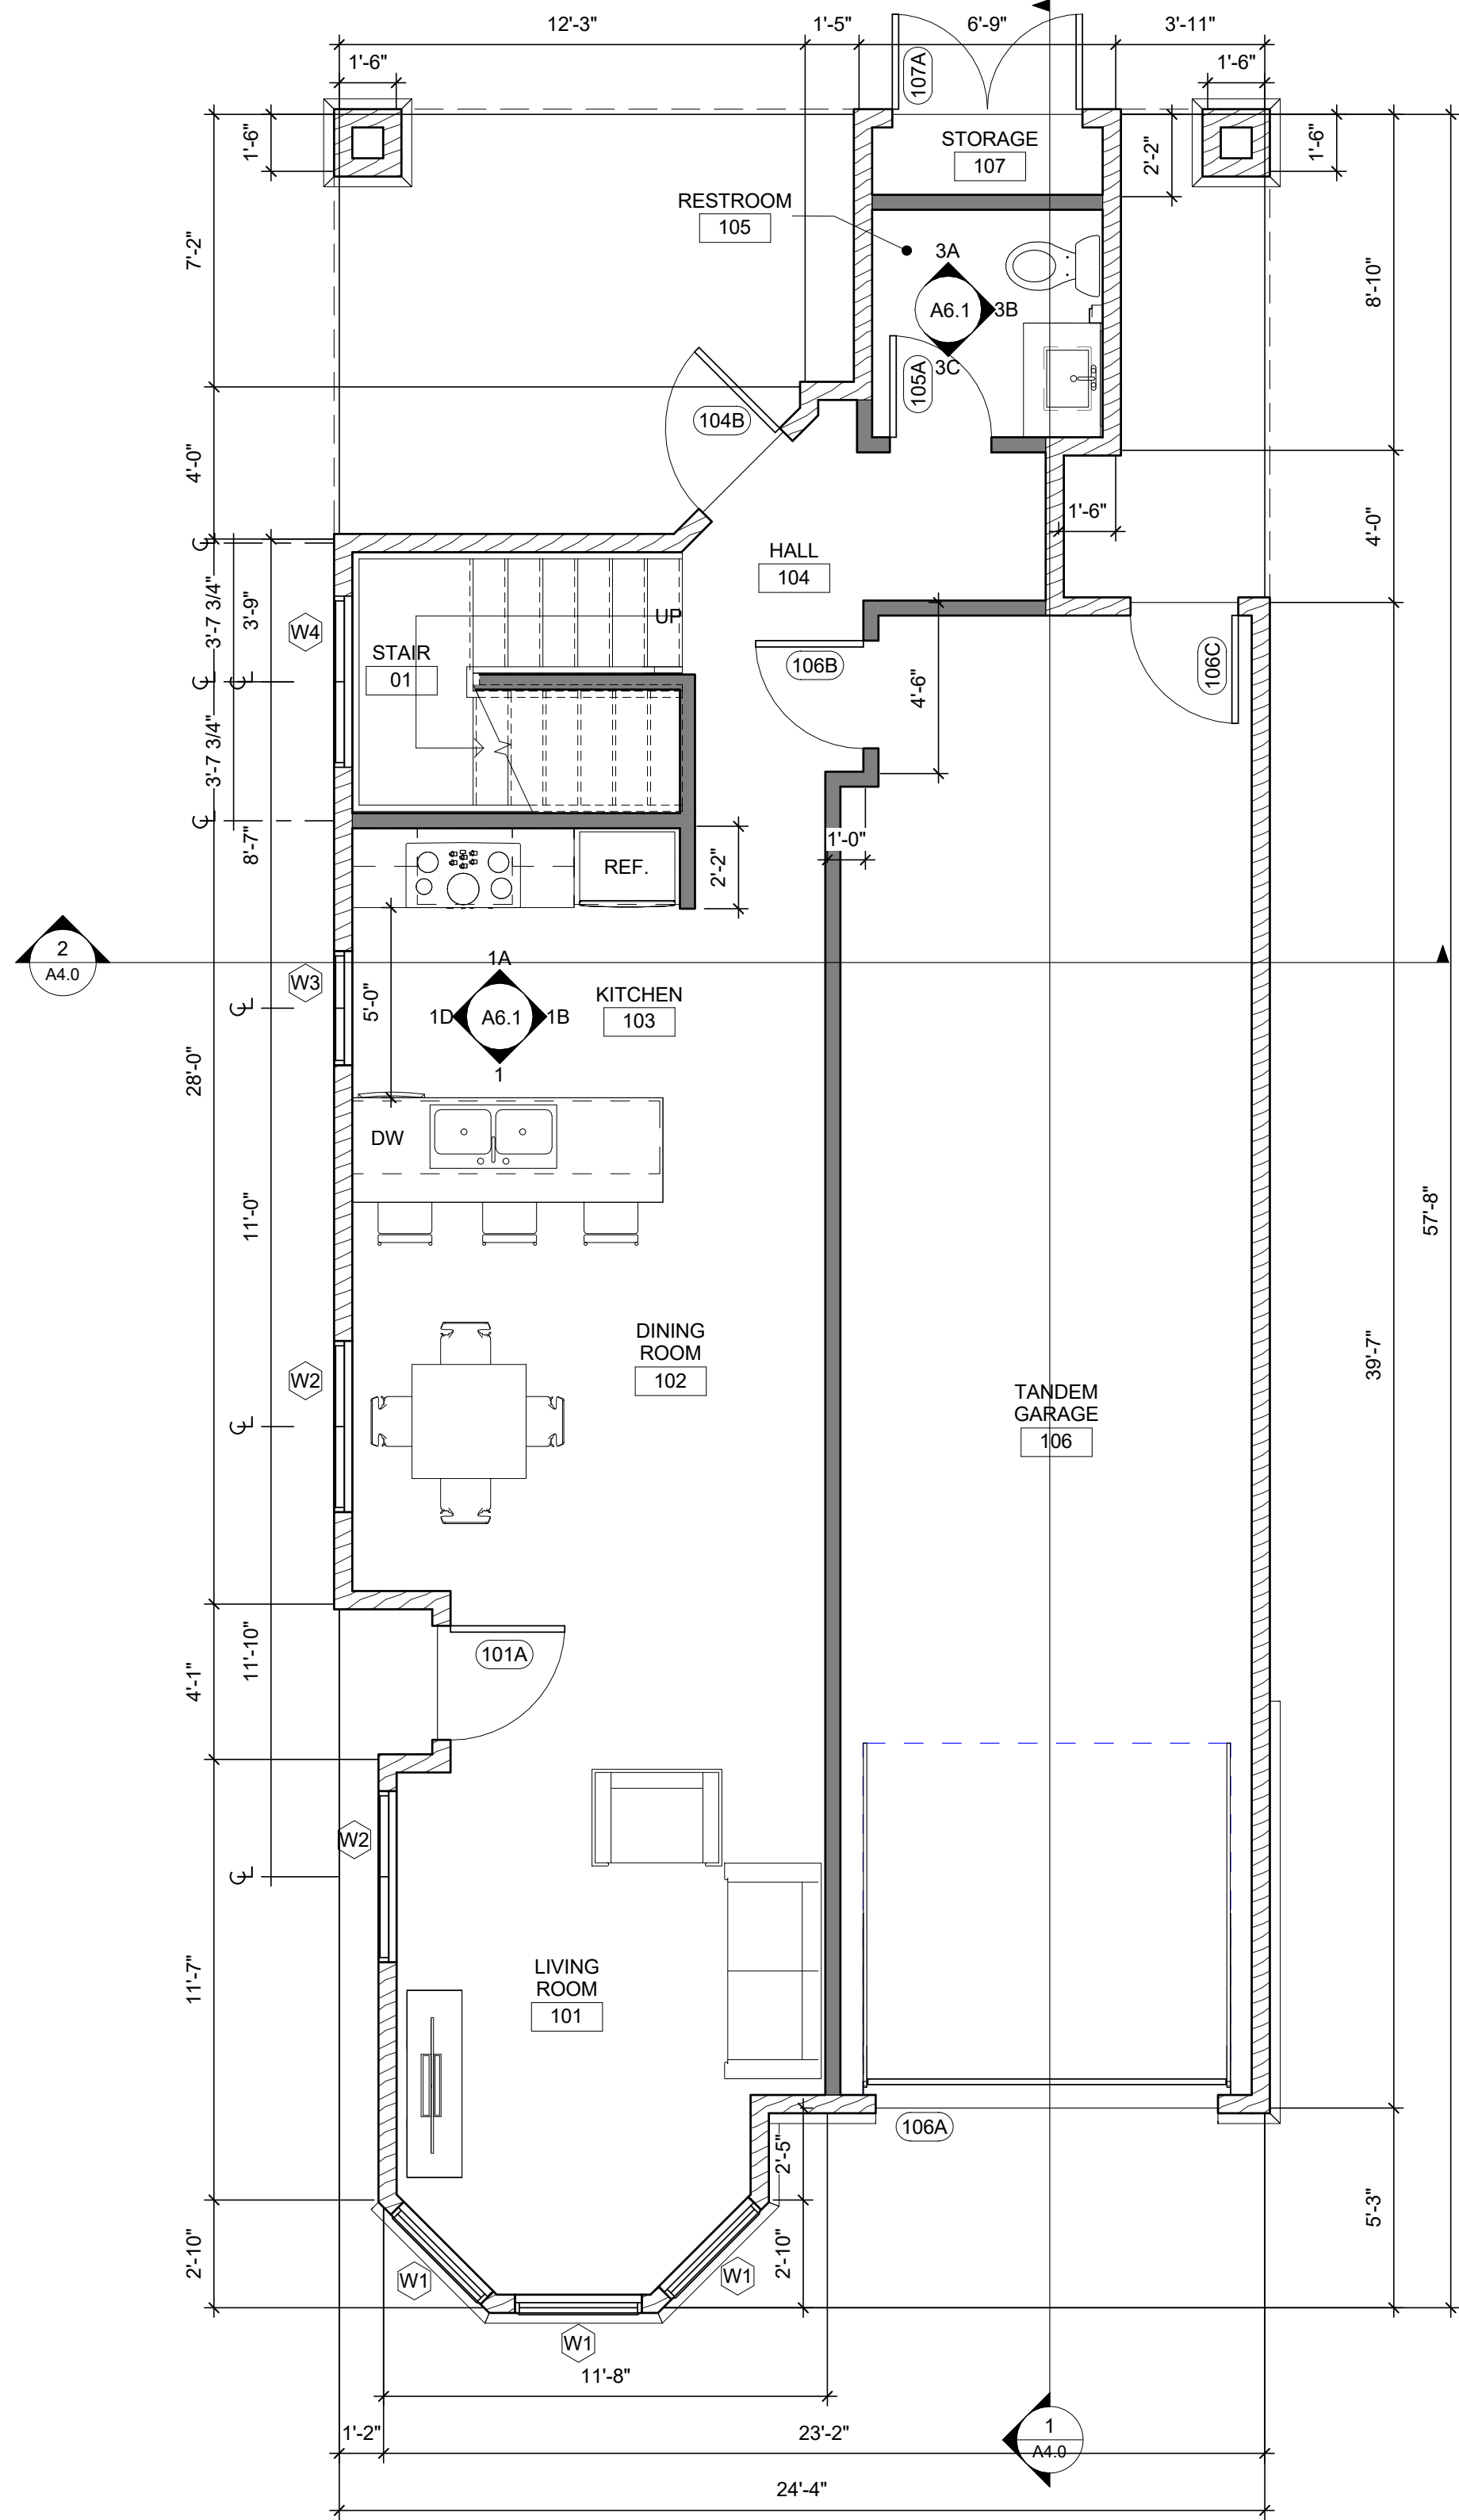 12'-3"
1'-5"
6'-9"
3'-11"
1'-6"
107A
1'-6"
1'-6"
STORAGE
107
2'-2"
1'-6"
RESTROOM
105
7'-2"
3A
A6.1
3B
3C
8'-10"
105A
104B
4'-0"
1'-6"
4'-0"
HALL
104
3'-7 3/4"
3'-9"
W4
UP
STAIR
01
106B
106C
4'-6"
3'-7 3/4"
8'-7"
1'-0"
REF.
2'-2"
2
A4.0
W3
5'-0"
1A
1D
A6.1
1B
1
KITCHEN
103
28'-0"
DW
11'-0"
57'-8"
DINING
ROOM
102
W2
39'-7"
TANDEM
GARAGE
106
11'-10"
101A
4'-1"
W2
11'-7"
LIVING
ROOM
101
106A
2'-5"
5'-3"
2'-10"
2'-10"
W1
W1
W1
11'-8"
1'-2"
23'-2"
1
A4.0
24'-4"